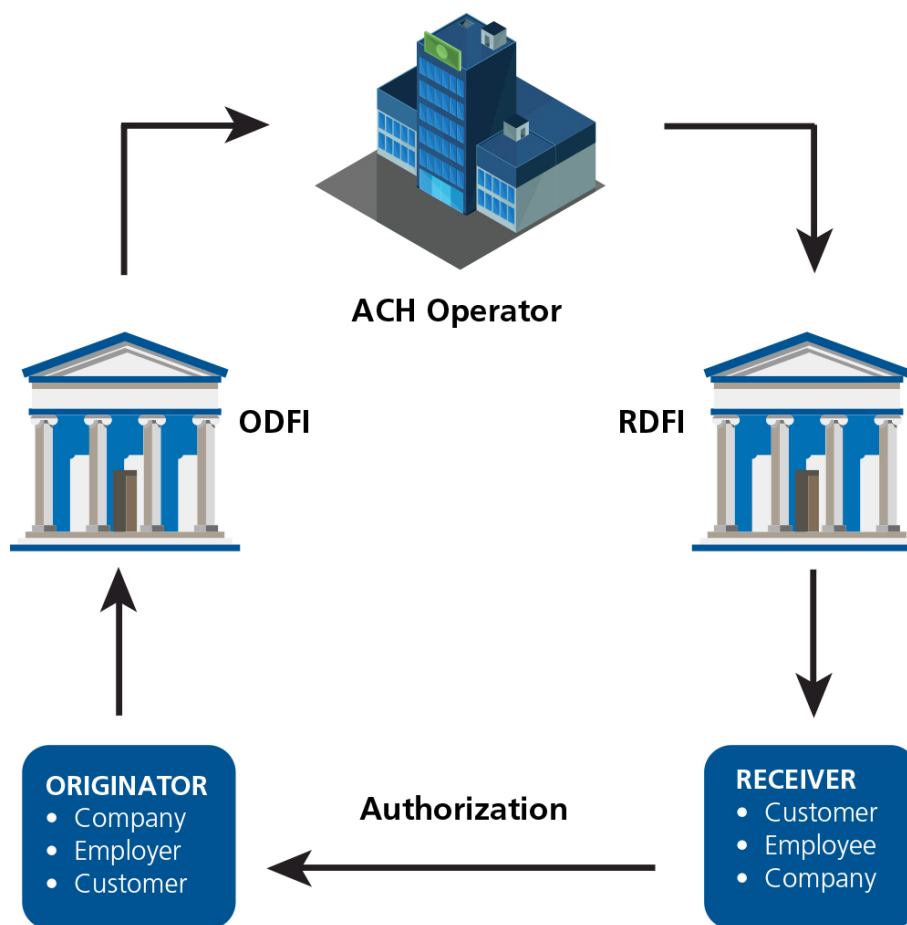 ACH Operator
ODFI
RDFI
ORIGINATOR
• Company
• Employer
• Customer
Authorization
RECEIVER
• Customer
• Employee
• Company